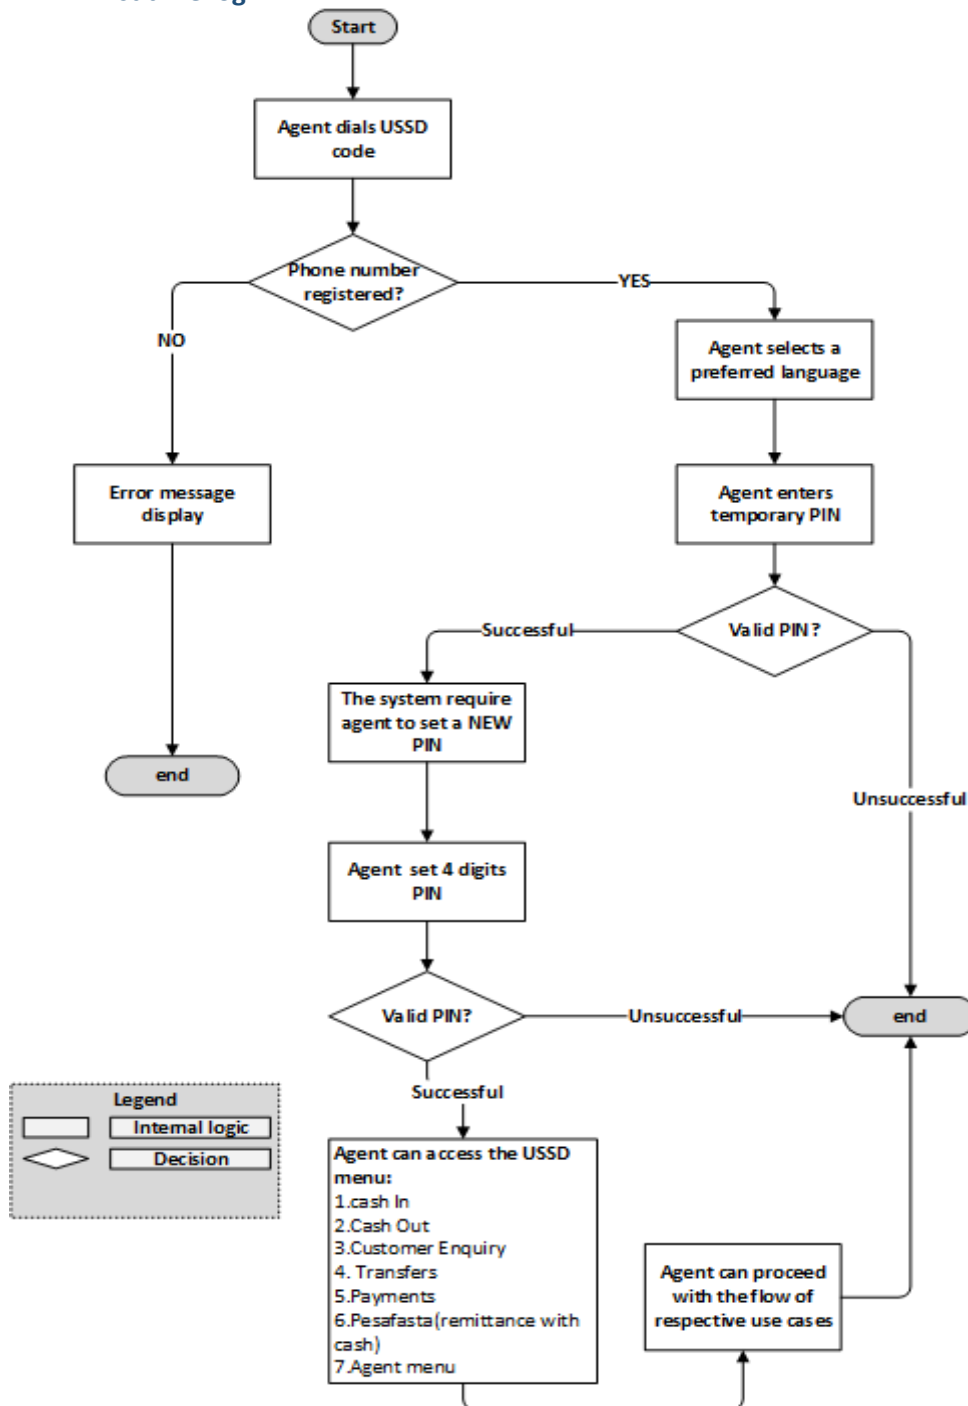 Start
Agent dials USSD
code
Phone number
registered?
YES
NO
Agent selects a
preferred language
Error message
display
Agent enters
temporary PIN
Successful
Valid PIN?
The system require
agent to set a NEW
PIN
end
Unsuccessful
Agent set 4 digits
PIN
Valid PIN?
Unsuccessful
end
Successful
Legend
Internal logic
Decision
Agent can access the USSD
menu:
1.cash In
2.Cash Out
3.Customer Enquiry
4. Transfers
5.Payments
6.Pesafasta(remittance with
cash)
7.Agent menu
Agent can proceed
with the flow of
respective use cases